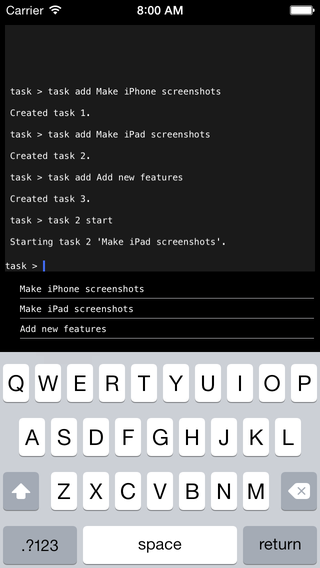 Carrier 8:00 AM
task > task add Make iPhone screenshots
Created task 1.
task > task add Make iPad screenshots
Created task 2.
task > task add Add new features
Created task 3.
task > task 2 start
Starting task 2 'Make iPad screenshots'.
task >
Make iPhone screenshots
Make iPad screenshots
Add new features
Q W E R T Y U I O P
A S D F G H J K L
Z X C V B N M
.?123 space return